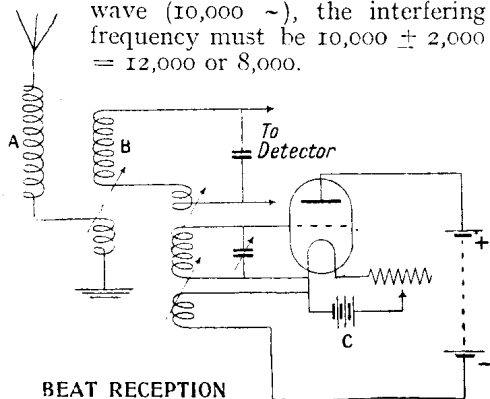 wave (10,000 ~), the interfering
frequency must be 10,000 ± 2,000
= 12,000 or 8,000.
A
B
To
Detector
+
C
-
BEAT RECEPTION